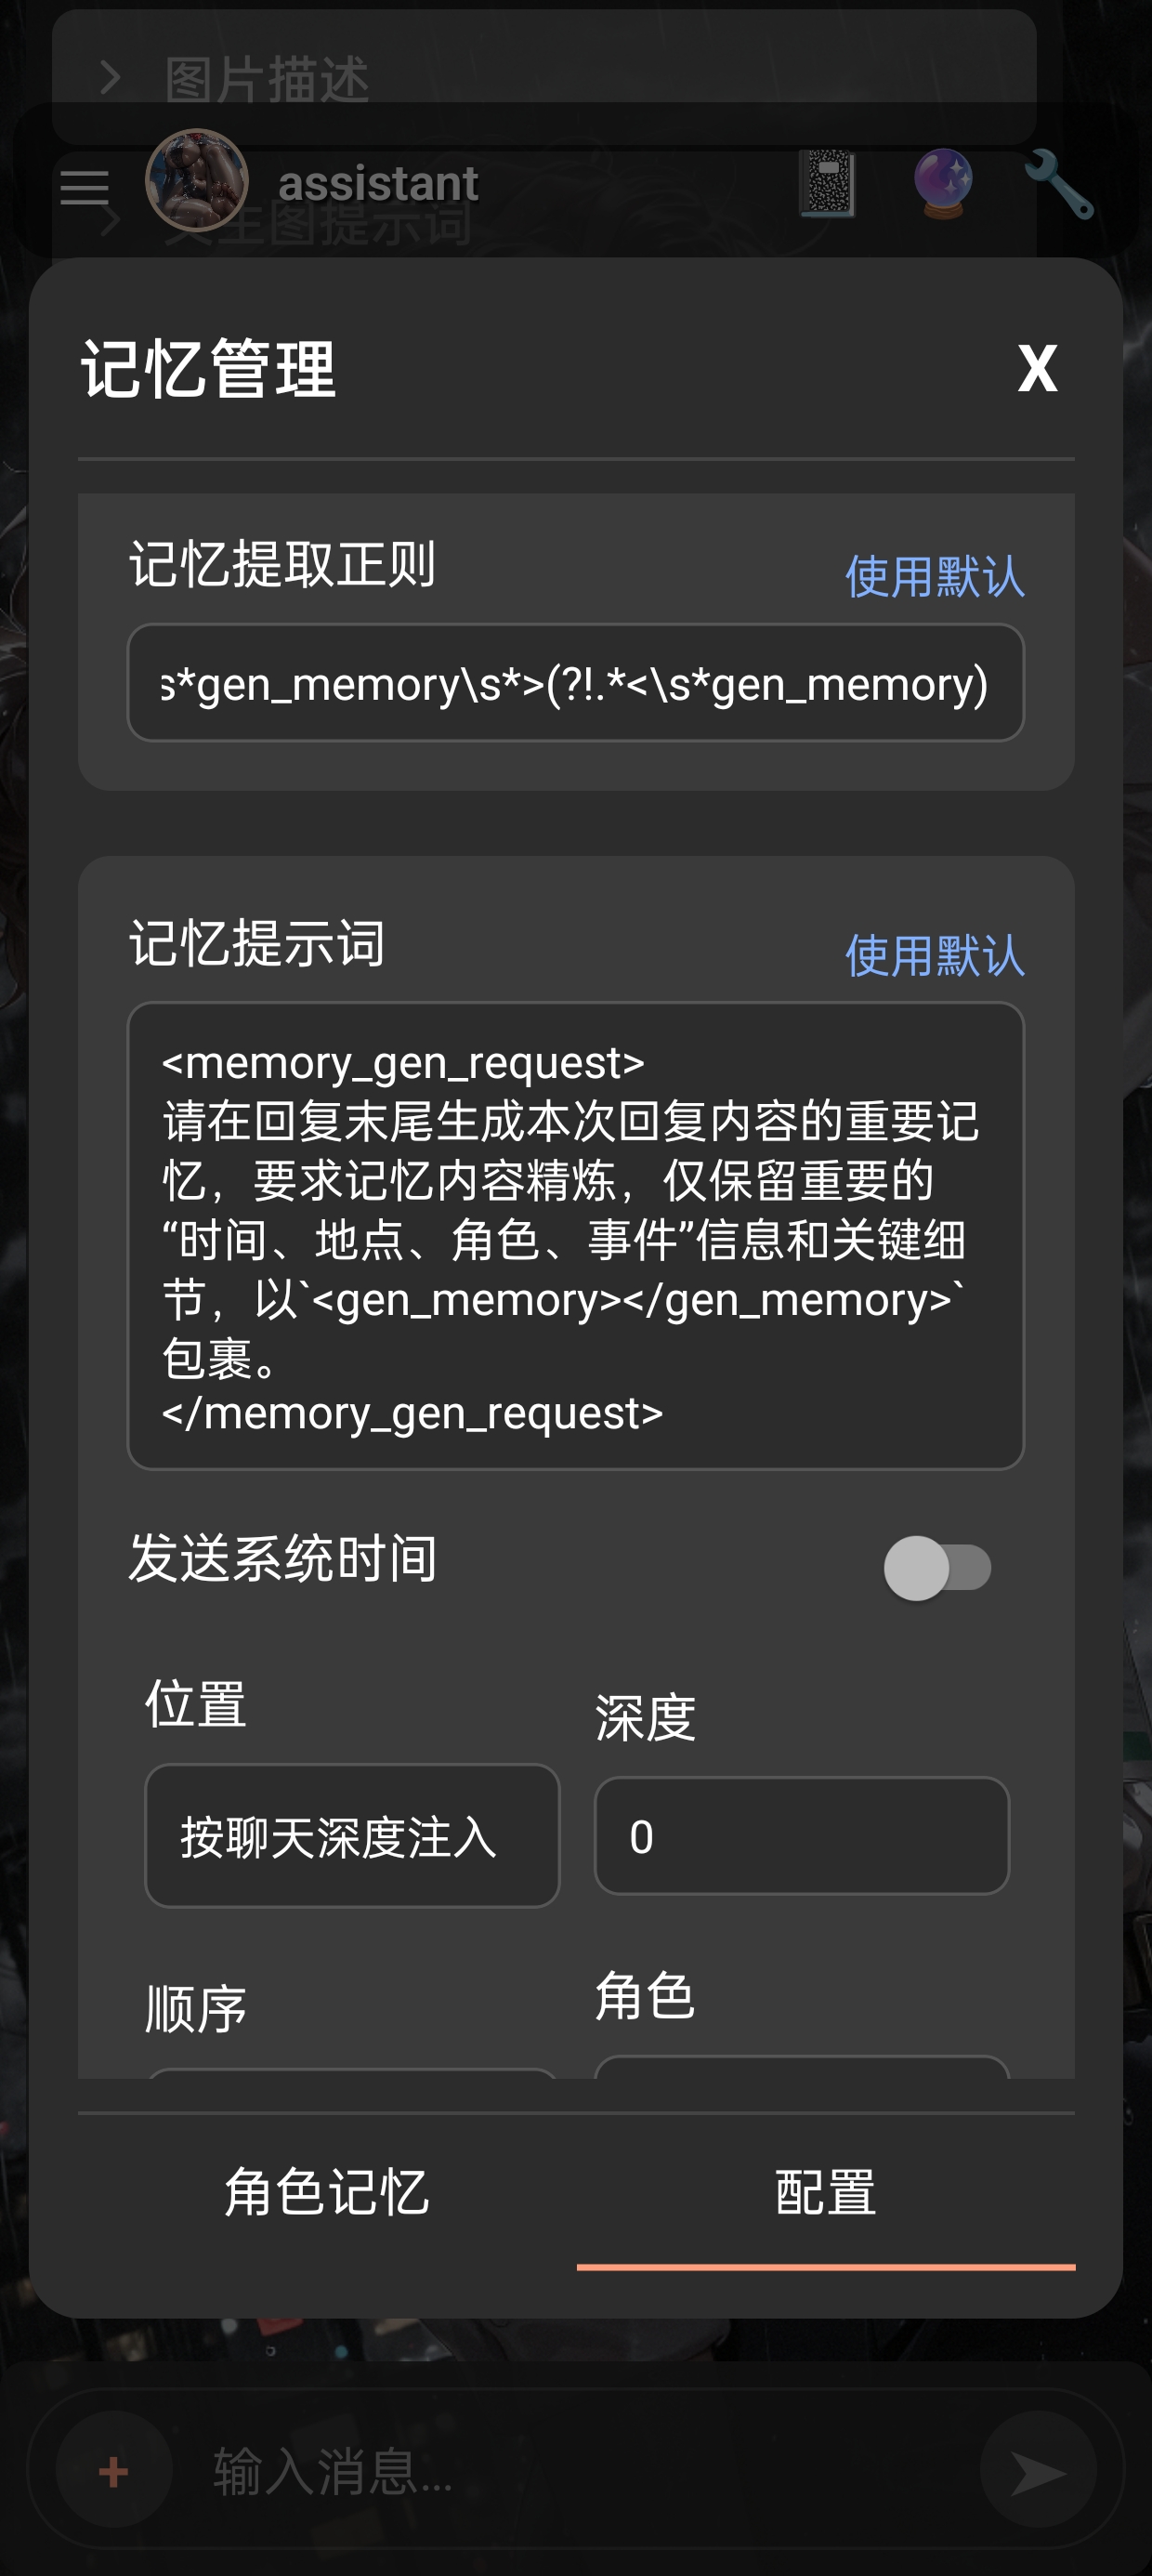 图片描述
assistant
文生图提示词
记忆管理
X
记忆提取正则
使用默认
s*gen_memory\s*>(?!.*<\s*gen_memory)
记忆提示词
使用默认
<memory_gen_request>
请在回复末尾生成本次回复内容的重要记
忆，要求记忆内容精炼，仅保留重要的
“时间、地点、角色、事件”信息和关键细
节，以`<gen_memory></gen_memory>`
包裹。
</memory_gen_request>
发送系统时间
位置
深度
按聊天深度注入
0
顺序
角色
角色记忆
配置
+
输入消息...